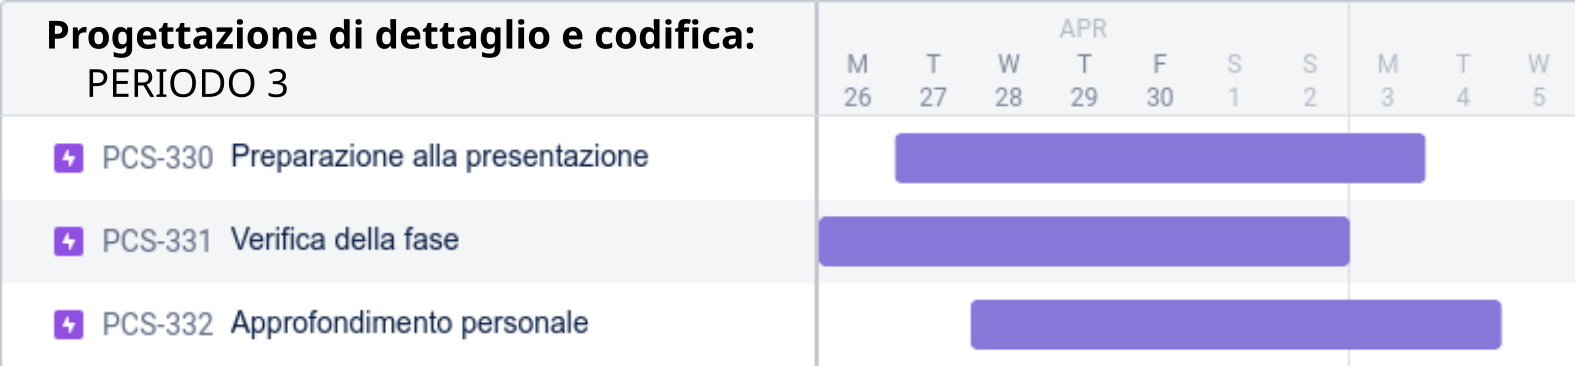 Progettazione di dettaglio e codifica:
PERIODO 3
APR
M T W T F S S M T W
26 27 28 29 30 1 2 3 4 5
PCS-330 Preparazione alla presentazione
PCS-331 Verifica della fase
PCS-332 Approfondimento personale